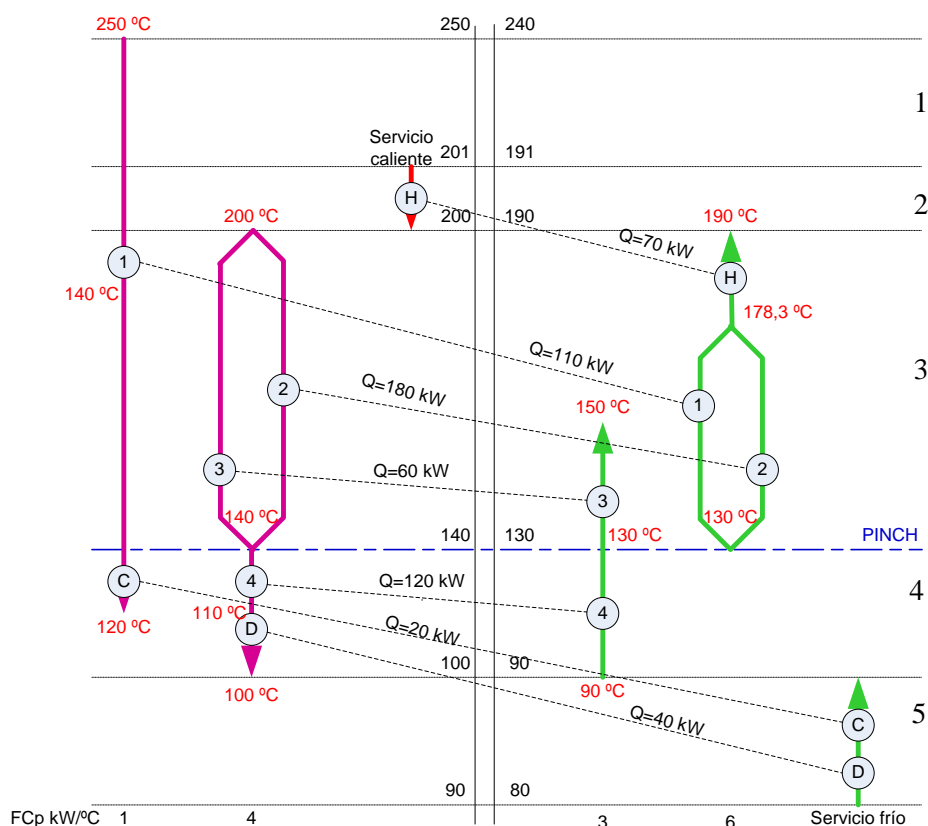 250 ºC
250
240
1
Servicio
caliente
201
191
H
2
200 ºC
200
190
190 ºC
Q=70 kW
1
H
140 ºC
178,3 ºC
Q=110 kW
3
2
Q=180 kW
150 ºC
1
3
Q=60 kW
2
3
140 ºC
130 ºC
130 ºC
140
130
PINCH
C
4
Q=120 kW
4
110 ºC
4
120 ºC
D
Q=20 kW
100 ºC
100
90
90 ºC
5
Q=40 kW
C
D
90
80
FCp kW/ºC
1
4
3
6
Servicio frío